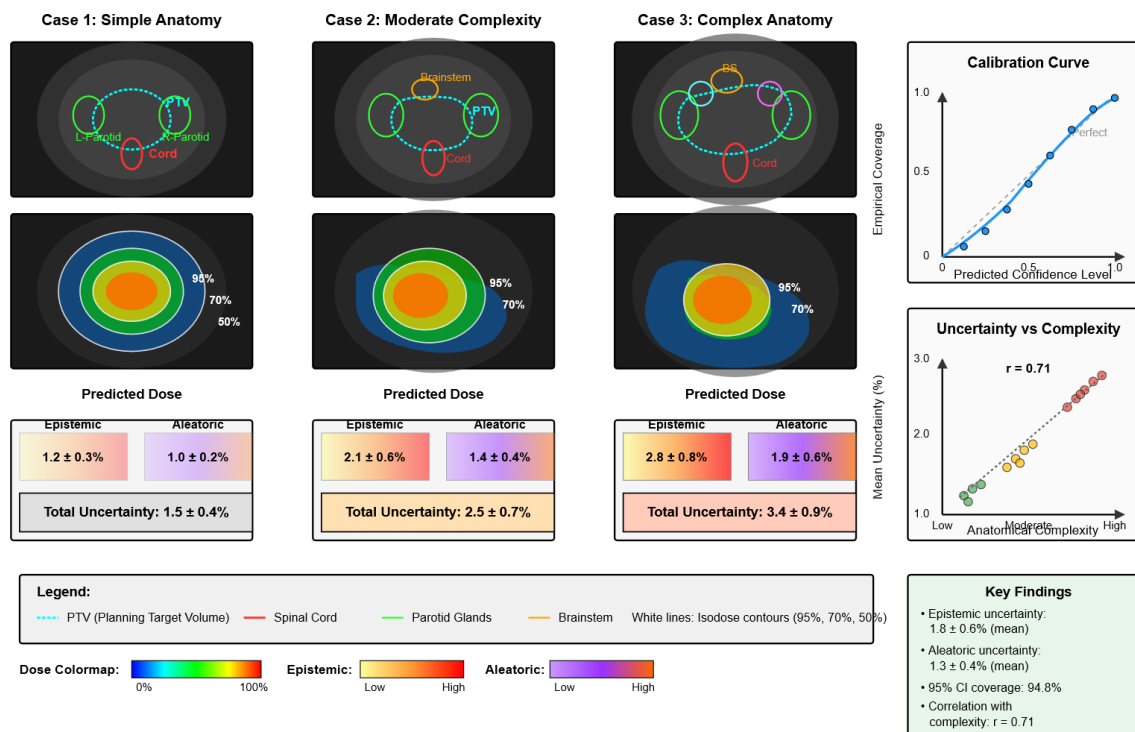 Case 1: Simple Anatomy
PTV
L-Parotid
R-Parotid
Cord
95%
70%
50%
Predicted Dose
Epistemic
Aleatoric
1.2 ± 0.3%
1.0 ± 0.2%
Total Uncertainty: 1.5 ± 0.4%
Case 2: Moderate Complexity
Brainstem
PTV
Cord
95%
70%
Predicted Dose
Epistemic
Aleatoric
2.1 ± 0.6%
1.4 ± 0.4%
Total Uncertainty: 2.5 ± 0.7%
Case 3: Complex Anatomy
BS
Cord
95%
70%
Predicted Dose
Epistemic
Aleatoric
2.8 ± 0.8%
1.9 ± 0.6%
Total Uncertainty: 3.4 ± 0.9%
Calibration Curve
Empirical Coverage
1.0
0.5
0
Perfect
0
0.5
1.0
Predicted Confidence Level
Uncertainty vs Complexity
Mean Uncertainty (%)
3.0
2.0
1.0
r = 0.71
Low
Moderate
High
Anatomical Complexity
Legend:
PTV (Planning Target Volume)
Spinal Cord
Parotid Glands
Brainstem
White lines: Isodose contours (95%, 70%, 50%)
Dose Colormap:
0%
100%
Epistemic:
Low
High
Aleatoric:
Low
High
Key Findings
• Epistemic uncertainty:
1.8 ± 0.6% (mean)
• Aleatoric uncertainty:
1.3 ± 0.4% (mean)
• 95% CI coverage: 94.8%
• Correlation with
complexity: r = 0.71